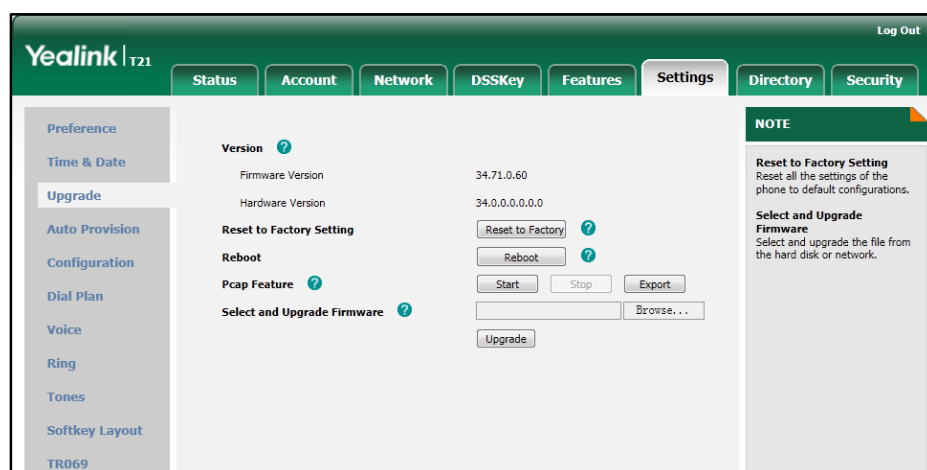 Log Out
Yealink | T21
Status Account Network DSSKey Features Settings Directory Security
Preference
Time & Date
Upgrade
Auto Provision
Configuration
Dial Plan
Voice
Ring
Tones
Softkey Layout
TR069
Version ?
Firmware Version 34.71.0.60
Hardware Version 34.0.0.0.0.0.0
Reset to Factory Setting Reset to Factory ?
Reboot Reboot ?
Pcap Feature ? Start Stop Export
Select and Upgrade Firmware ? Browse...
Upgrade
NOTE
Reset to Factory Setting
Reset all the settings of the
phone to default configurations.
Select and Upgrade
Firmware
Select and upgrade the file from
the hard disk or network.